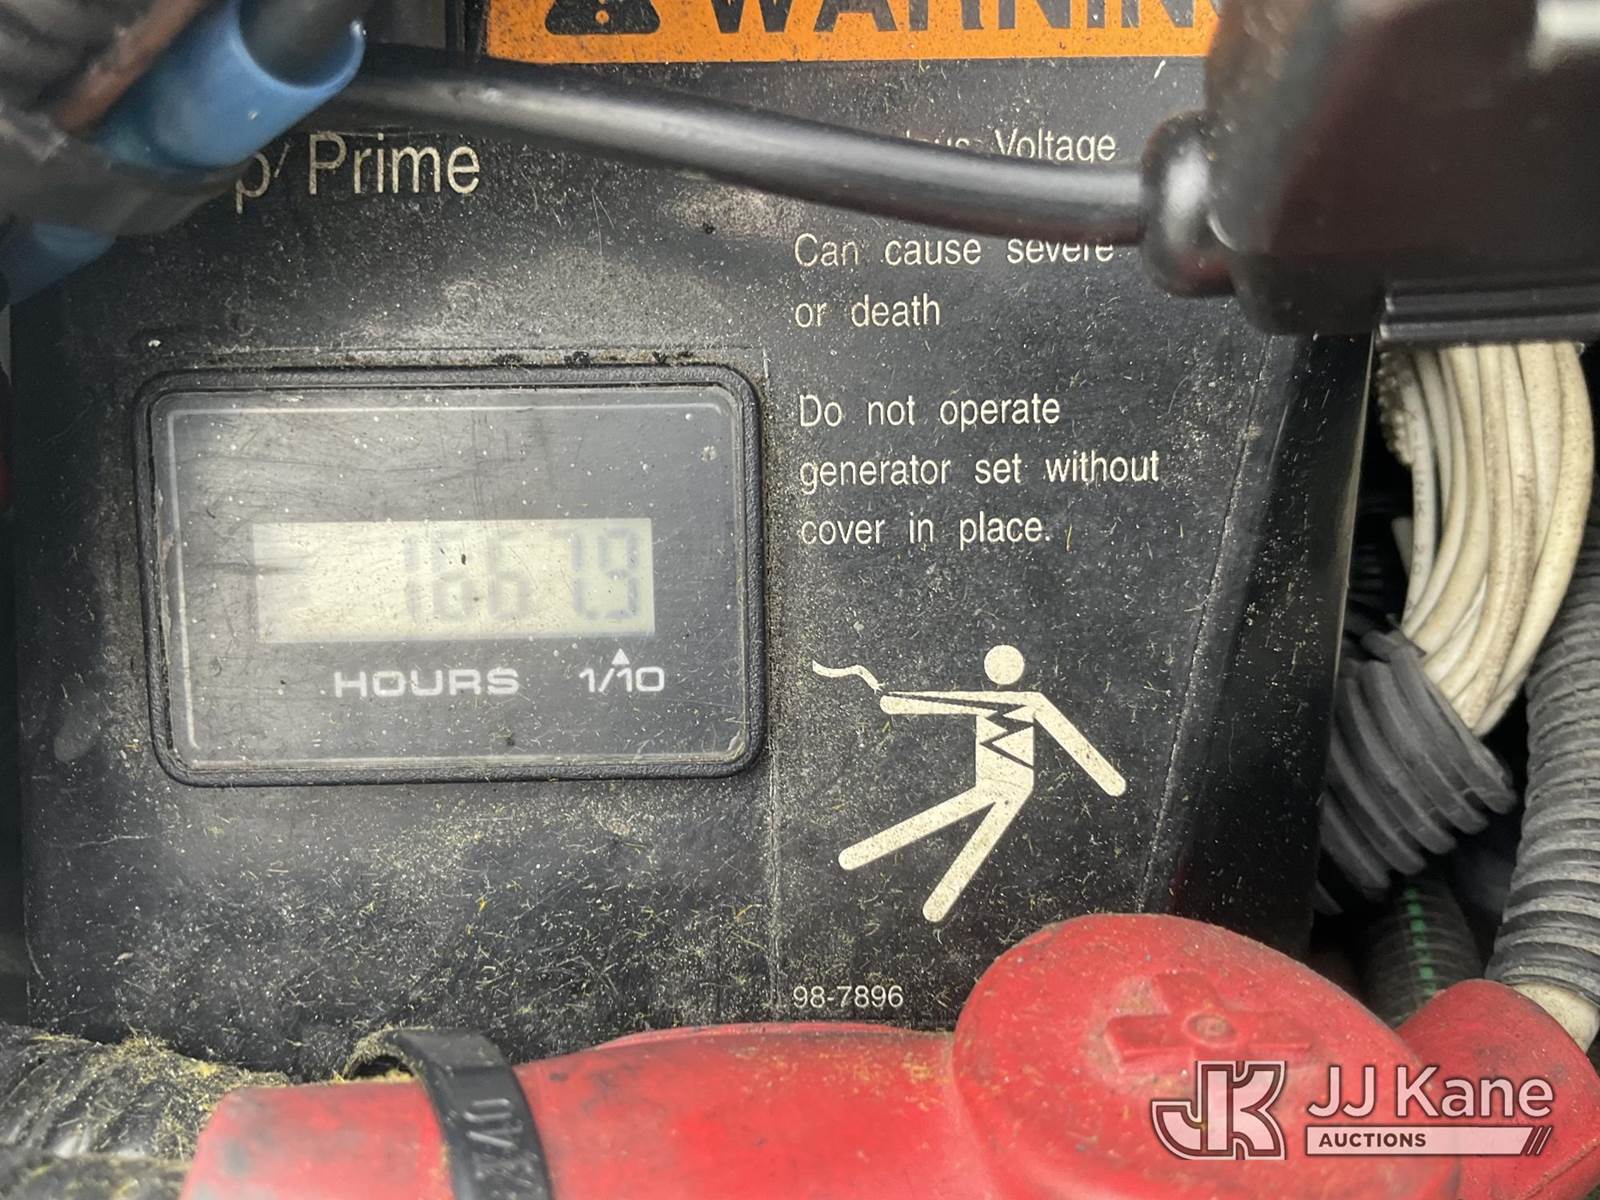 WARNIN
Prime
Voltage
Can cause severe
or death
Do not operate
generator set without
cover in place.
HOURS 1/10
98-7896
JK JJ Kane
AUCTIONS